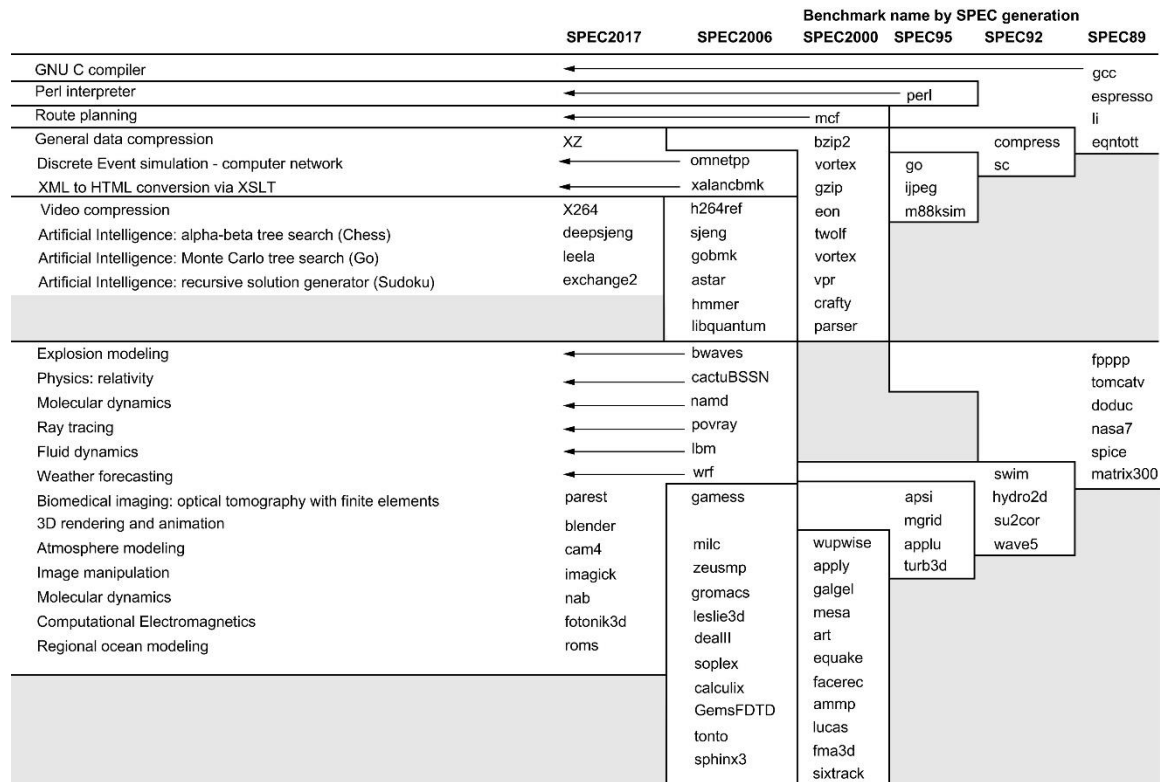 Benchmark name by SPEC generation
SPEC2017 SPEC2006 SPEC2000 SPEC95 SPEC92 SPEC89
GNU C compiler gcc
Perl interpreter perl espresso
Route planning mcf li
General data compression XZ bzip2 compress eqntott
Discrete Event simulation - computer network omnetpp vortex go sc
XML to HTML conversion via XSLT xalancbmk gzip ijpeg
Video compression X264 h264ref eon m88ksim
Artificial Intelligence: alpha-beta tree search (Chess) deepsjeng sjeng twolf
Artificial Intelligence: Monte Carlo tree search (Go) leela gobmk vortex
Artificial Intelligence: recursive solution generator (Sudoku) exchange2 astar vpr
hmmer crafty
libquantum parser
Explosion modeling bwaves fpppp
Physics: relativity cactuBSSN tomcatv
Molecular dynamics namd doduc
Ray tracing povray nasa7
Fluid dynamics lbm spice
Weather forecasting wrf swim matrix300
Biomedical imaging: optical tomography with finite elements parest gamess apsi hydro2d
3D rendering and animation blender mgrid su2cor
Atmosphere modeling cam4 milc wupwise applu wave5
Image manipulation imagick zeusmp apply turb3d
Molecular dynamics nab gromacs galgel
Computational Electromagnetics fotonik3d leslie3d mesa
Regional ocean modeling roms dealII art
soplex equake
calculix facerec
GemsFDTD ammp
tonto lucas
sphinx3 fma3d
sixtrack